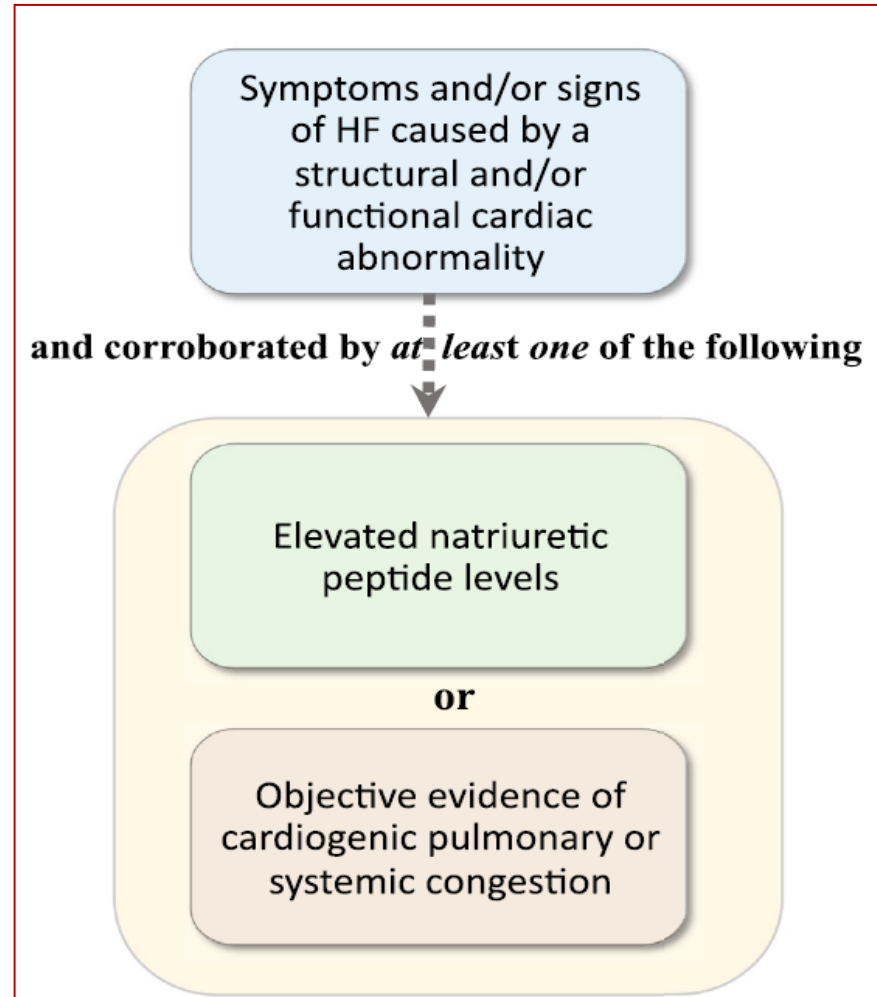 Symptoms and/or signs
of HF caused by a
structural and/or
functional cardiac
abnormality
and corroborated by at least one of the following
Elevated natriuretic
peptide levels
or
Objective evidence of
cardiogenic pulmonary or
systemic congestion